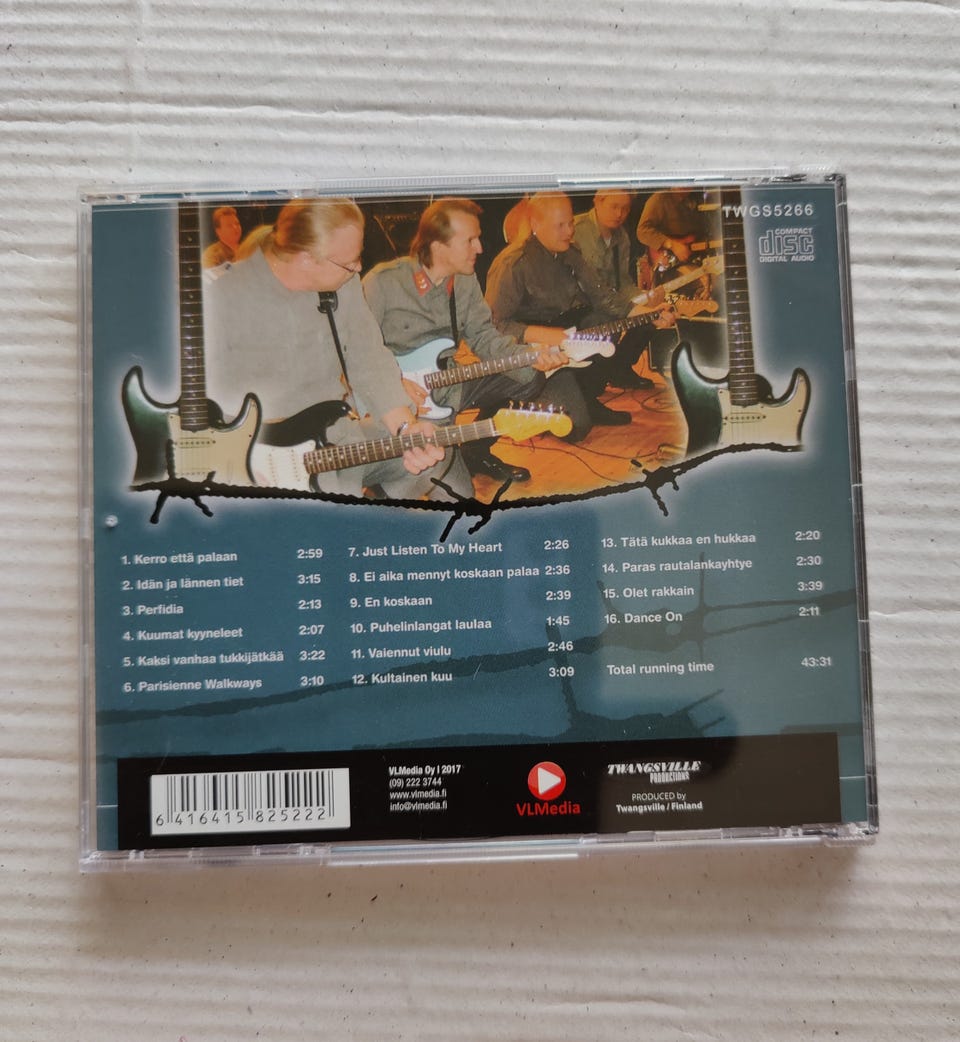 TWGS5266
COMPACT
disc
DIGITAL AUDIO
1. Kerro että palaan 2:59
2. Idän ja lännen tiet 3:15
3. Perfidia 2:13
4. Kuumat kyyneleet 2:07
5. Kaksi vanhaa tukkijätkää 3:22
6. Parisienne Walkways 3:10
7. Just Listen To My Heart 2:26
8. Ei aika mennyt koskaan palaa 2:36
9. En koskaan 2:39
10. Puhelinlangat laulaa 1:45
11. Vaiennut viulu 2:46
12. Kultainen kuu 3:09
13. Tätä kukkaa en hukkaa 2:20
14. Paras rautalankayhtye 2:30
15. Olet rakkain 3:39
16. Dance On 2:11
Total running time 43:31
6 416415 825222
VLMedia Oy I 2017
(09) 222 3744
www.vlmedia.fi
info@vlmedia.fi
VLMedia
TWANGSVILLE
PRODUCTIONS
PRODUCED by
Twangsville / Finland